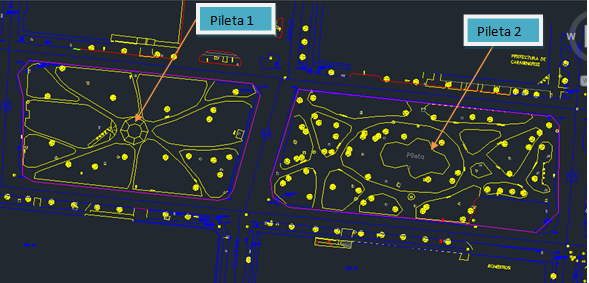 Pileta 1
Pileta 2
W
PREFECTURA DE
CARABINEROS
Pileta
BOMBEROS